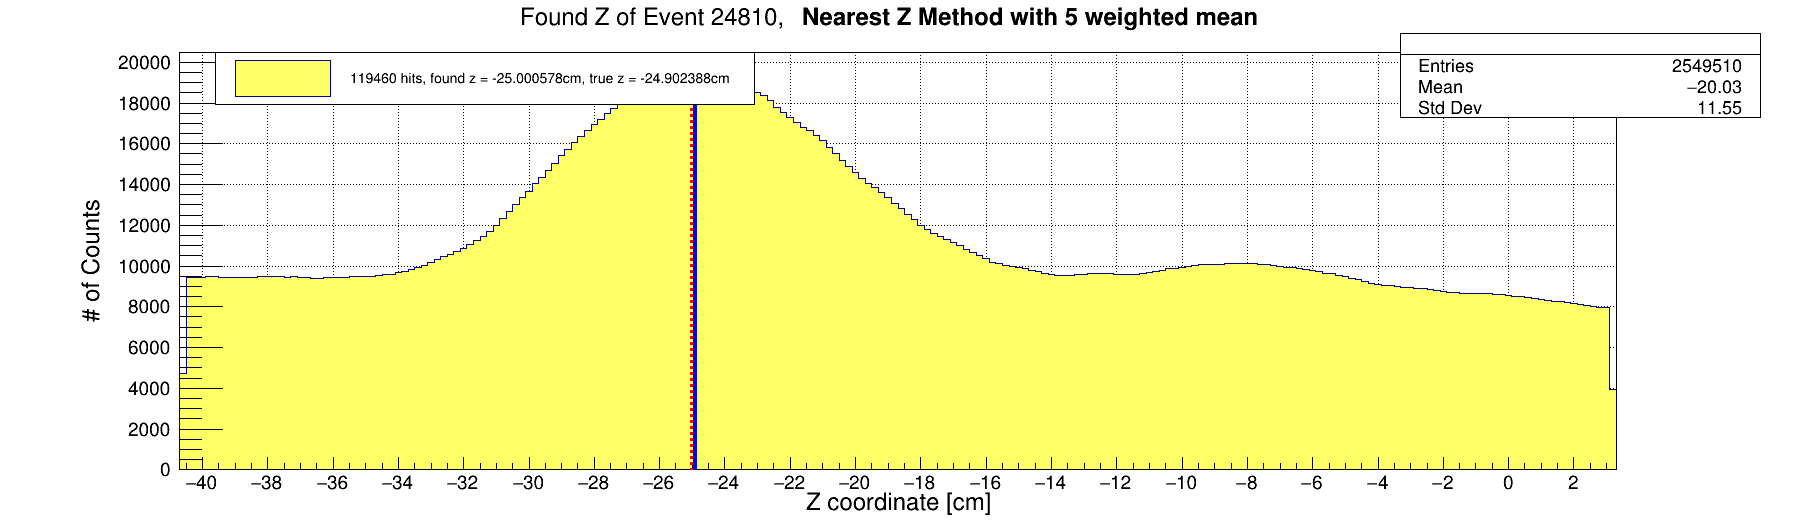 Found Z of Event 24810, Nearest Z Method with 5 weighted mean
119460 hits, found z = -25.000578cm, true z = -24.902388cm
Entries 2549510
Mean −20.03
Std Dev 11.55
# of Counts
20000
18000
16000
14000
12000
10000
8000
6000
4000
2000
0
−40 −38 −36 −34 −32 −30 −28 −26 −24 −22 −20 −18 −16 −14 −12 −10 −8 −6 −4 −2 0 2
Z coordinate [cm]